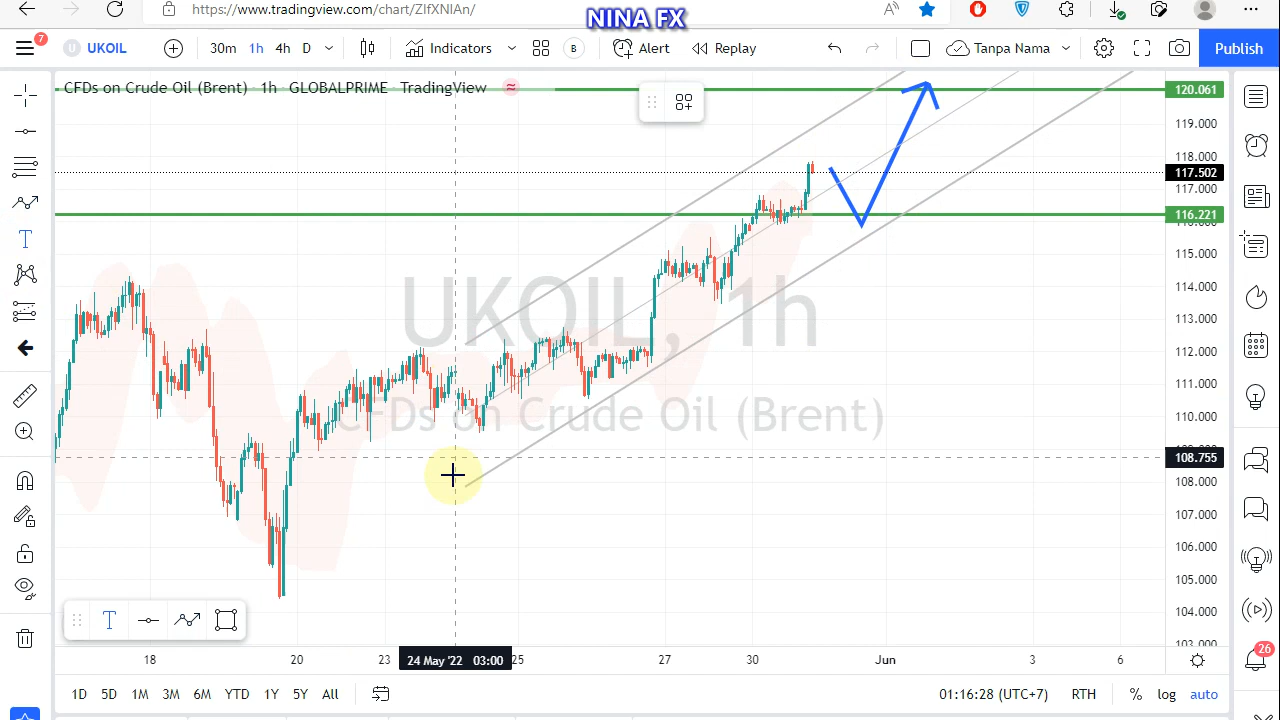 https://www.tradingview.com/chart/ZIfXNIAn/
NINA FX
7
U UKOIL 30m 1h 4h D Indicators B Alert Replay Tanpa Nama Publish
CFDs on Crude Oil (Brent) · 1h · GLOBALPRIME · TradingView
120.061
119.000
118.000
117.502
117.000
116.221
115.000
114.000
113.000
112.000
111.000
110.000
108.755
108.000
107.000
106.000
105.000
104.000
103.000
UKOIL, 1h
CFDs on Crude Oil (Brent)
T
T
18 20 23 24 May '22 03:00 25 27 30 Jun 3 6
26
1D 5D 1M 3M 6M YTD 1Y 5Y All 01:16:28 (UTC+7) RTH % log auto